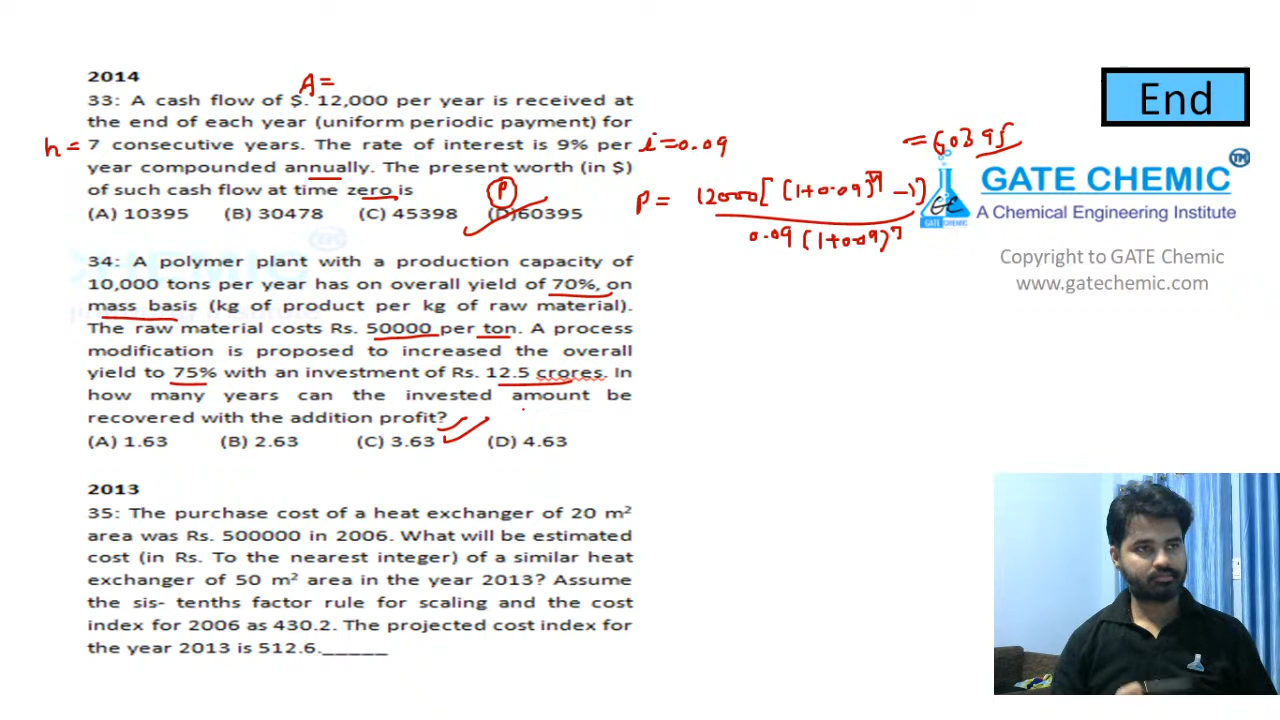 2014
A=
33: A cash flow of $. 12,000 per year is received at
the end of each year (uniform periodic payment) for
n = 7 consecutive years. The rate of interest is 9% per
year compounded annually. The present worth (in $)
of such cash flow at time zero is
P
(A) 10395 (B) 30478 (C) 45398 (D)60395
34: A polymer plant with a production capacity of
10,000 tons per year has on overall yield of 70%, on
mass basis (kg of product per kg of raw material).
The raw material costs Rs. 50000 per ton. A process
modification is proposed to increased the overall
yield to 75% with an investment of Rs. 12.5 crores. In
how many years can the invested amount be
recovered with the addition profit?
(A) 1.63 (B) 2.63 (C) 3.63 (D) 4.63
2013
35: The purchase cost of a heat exchanger of 20 m²
area was Rs. 500000 in 2006. What will be estimated
cost (in Rs. To the nearest integer) of a similar heat
exchanger of 50 m² area in the year 2013? Assume
the sis- tenths factor rule for scaling and the cost
index for 2006 as 430.2. The projected cost index for
the year 2013 is 512.6._____
i = 0.09
= 60395
P = 12000[(1+0.09)^7 -1]
0.09 (1+0.09)^7
End
GATE CHEMIC
TM
A Chemical Engineering Institute
GC
GATE CHEMIC
Copyright to GATE Chemic
www.gatechemic.com